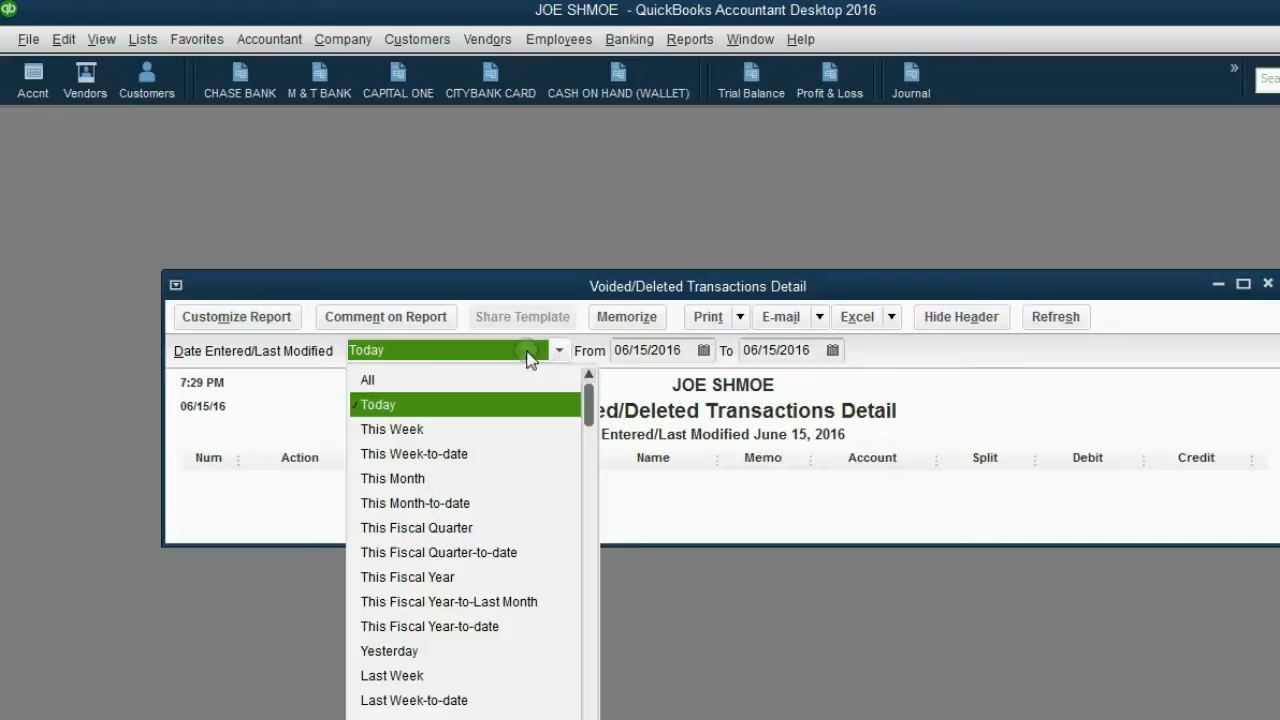 JOE SHMOE - QuickBooks Accountant Desktop 2016
File Edit View Lists Favorites Accountant Company Customers Vendors Employees Banking Reports Window Help
Accnt Vendors Customers CHASE BANK M & T BANK CAPITAL ONE CITYBANK CARD CASH ON HAND (WALLET) Trial Balance Profit & Loss Journal » Sea
Voided/Deleted Transactions Detail
Customize Report Comment on Report Share Template Memorize Print E-mail Excel Hide Header Refresh
Date Entered/Last Modified Today From 06/15/2016 To 06/15/2016
7:29 PM
06/15/16
JOE SHMOE
ed/Deleted Transactions Detail
Entered/Last Modified June 15, 2016
Num Action Name Memo Account Split Debit Credit
All
Today
This Week
This Week-to-date
This Month
This Month-to-date
This Fiscal Quarter
This Fiscal Quarter-to-date
This Fiscal Year
This Fiscal Year-to-Last Month
This Fiscal Year-to-date
Yesterday
Last Week
Last Week-to-date